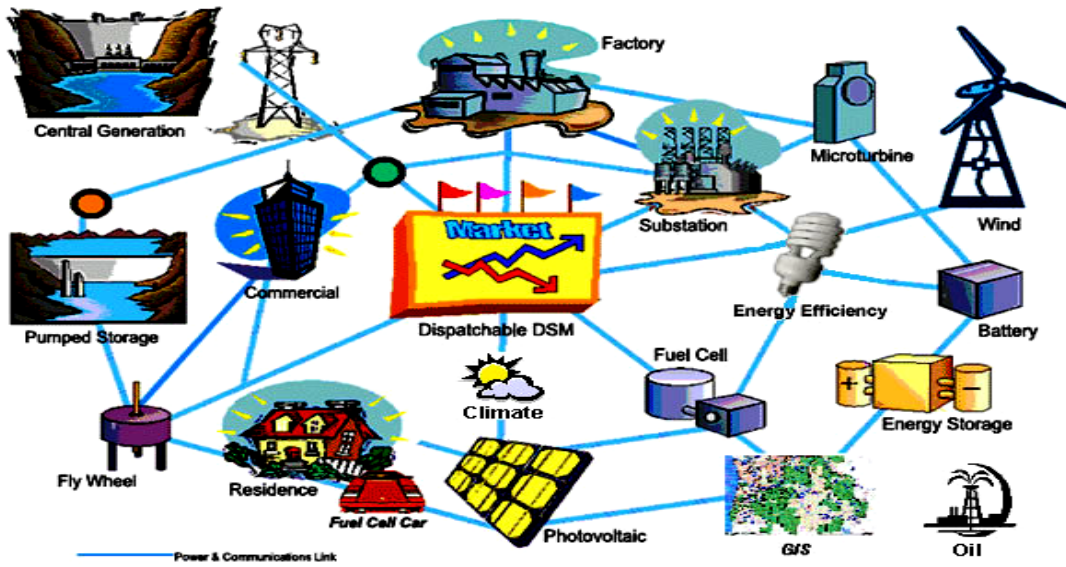 Factory
Central Generation
Microturbine
Market
Substation
Wind
Commercial
Energy Efficiency
Pumped Storage
Dispatchable DSM
Battery
Fuel Cell
Climate
Energy Storage
Fly Wheel
Residence
Fuel Cell Car
Photovoltaic
GIS
Oil
Power & Communications Link